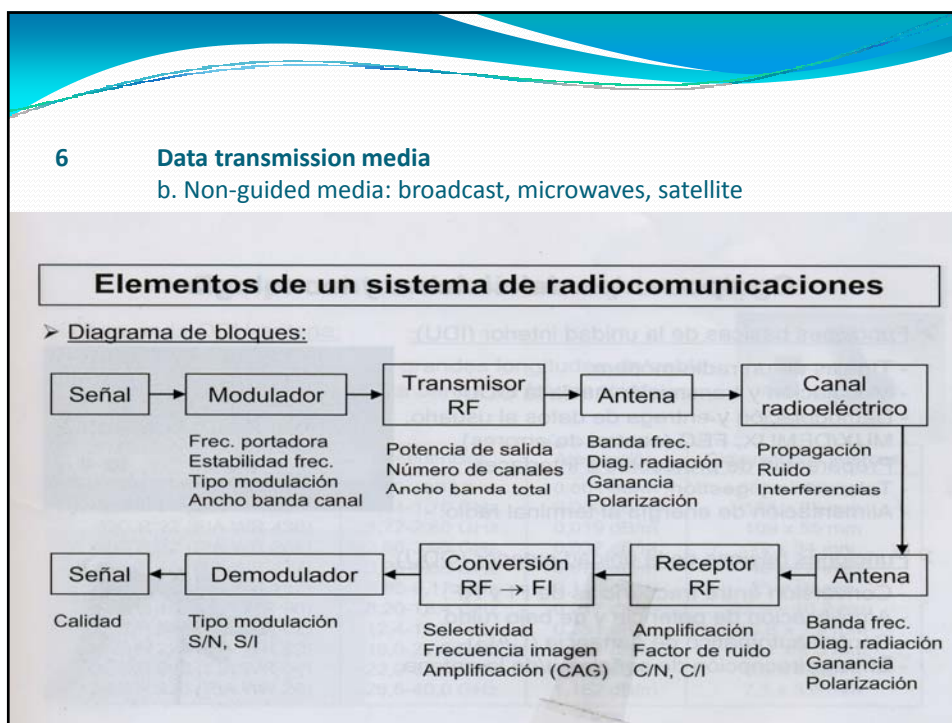 6 Data transmission media
b. Non-guided media: broadcast, microwaves, satellite
Elementos de un sistema de radiocomunicaciones
➢ Diagrama de bloques:
Señal
Modulador
Transmisor
RF
Antena
Canal
radioeléctrico
Frec. portadora
Estabilidad frec.
Tipo modulación
Ancho banda canal
Potencia de salida
Número de canales
Ancho banda total
Banda frec.
Diag. radiación
Ganancia
Polarización
Propagación
Ruido
Interferencias
Señal
Demodulador
Conversión
RF → FI
Receptor
RF
Antena
Calidad
Tipo modulación
S/N, S/I
Selectividad
Frecuencia imagen
Amplificación (CAG)
Amplificación
Factor de ruido
C/N, C/I
Banda frec.
Diag. radiación
Ganancia
Polarización